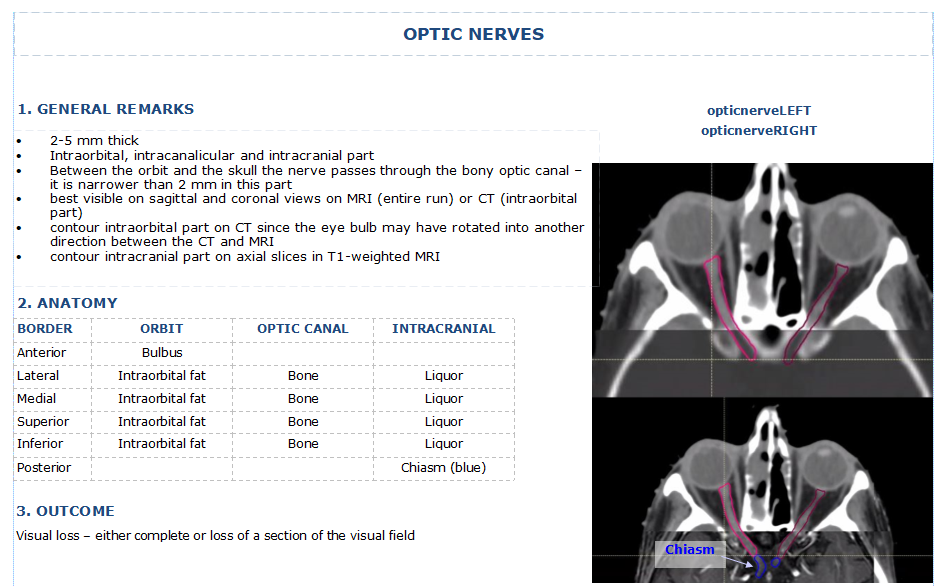 OPTIC NERVES
1. GENERAL REMARKS
• 2-5 mm thick
• Intraorbital, intracanalicular and intracranial part
• Between the orbit and the skull the nerve passes through the bony optic canal –
it is narrower than 2 mm in this part
• best visible on sagittal and coronal views on MRI (entire run) or CT (intraorbital
part)
• contour intraorbital part on CT since the eye bulb may have rotated into another
direction between the CT and MRI
• contour intracranial part on axial slices in T1-weighted MRI
opticnerveLEFT
opticnerveRIGHT
2. ANATOMY
BORDER ORBIT OPTIC CANAL INTRACRANIAL
Anterior Bulbus
Lateral Intraorbital fat Bone Liquor
Medial Intraorbital fat Bone Liquor
Superior Intraorbital fat Bone Liquor
Inferior Intraorbital fat Bone Liquor
Posterior Chiasm (blue)
3. OUTCOME
Visual loss – either complete or loss of a section of the visual field
Chiasm